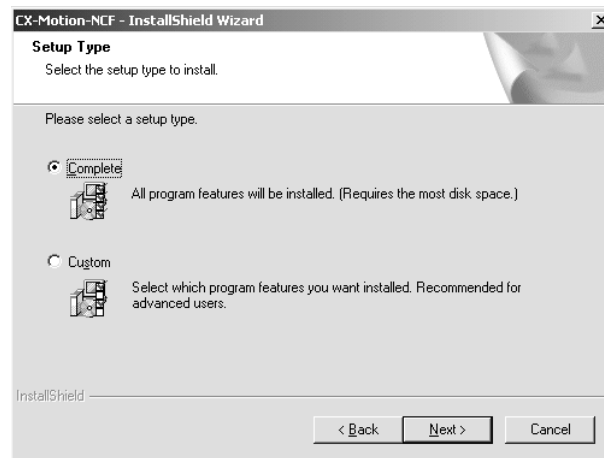 CX-Motion-NCF - InstallShield Wizard
Setup Type
Select the setup type to install.
Please select a setup type.
Complete
All program features will be installed. (Requires the most disk space.)
Custom
Select which program features you want installed. Recommended for
advanced users.
InstallShield
< Back
Next >
Cancel